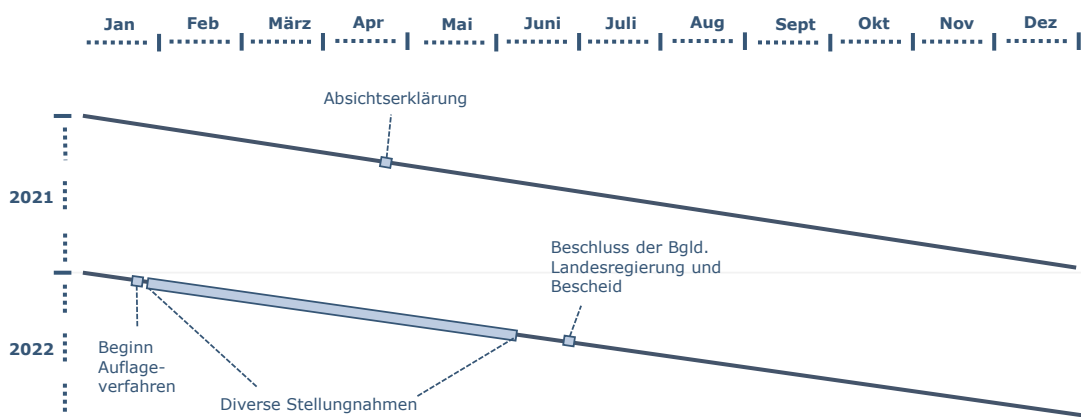 Jan Feb März Apr Mai Juni Juli Aug Sept Okt Nov Dez
Absichtserklärung
2021
Beschluss der Bgld.
Landesregierung und
Bescheid
2022
Beginn
Auflage-
verfahren
Diverse Stellungnahmen